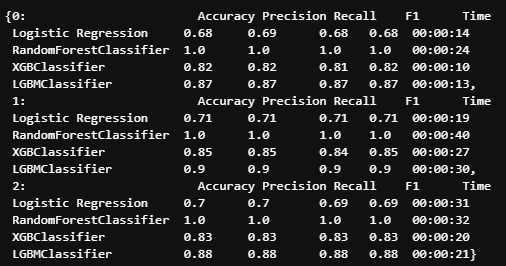 {0: Accuracy Precision Recall F1 Time
Logistic Regression 0.68 0.69 0.68 0.68 00:00:14
RandomForestClassifier 1.0 1.0 1.0 1.0 00:00:24
XGBClassifier 0.82 0.82 0.81 0.82 00:00:10
LGBMClassifier 0.87 0.87 0.87 0.87 00:00:13,
1: Accuracy Precision Recall F1 Time
Logistic Regression 0.71 0.71 0.71 0.71 00:00:19
RandomForestClassifier 1.0 1.0 1.0 1.0 00:00:40
XGBClassifier 0.85 0.85 0.84 0.85 00:00:27
LGBMClassifier 0.9 0.9 0.9 0.9 00:00:30,
2: Accuracy Precision Recall F1 Time
Logistic Regression 0.7 0.7 0.69 0.69 00:00:31
RandomForestClassifier 1.0 1.0 1.0 1.0 00:00:32
XGBClassifier 0.83 0.83 0.83 0.83 00:00:20
LGBMClassifier 0.88 0.88 0.88 0.88 00:00:21}